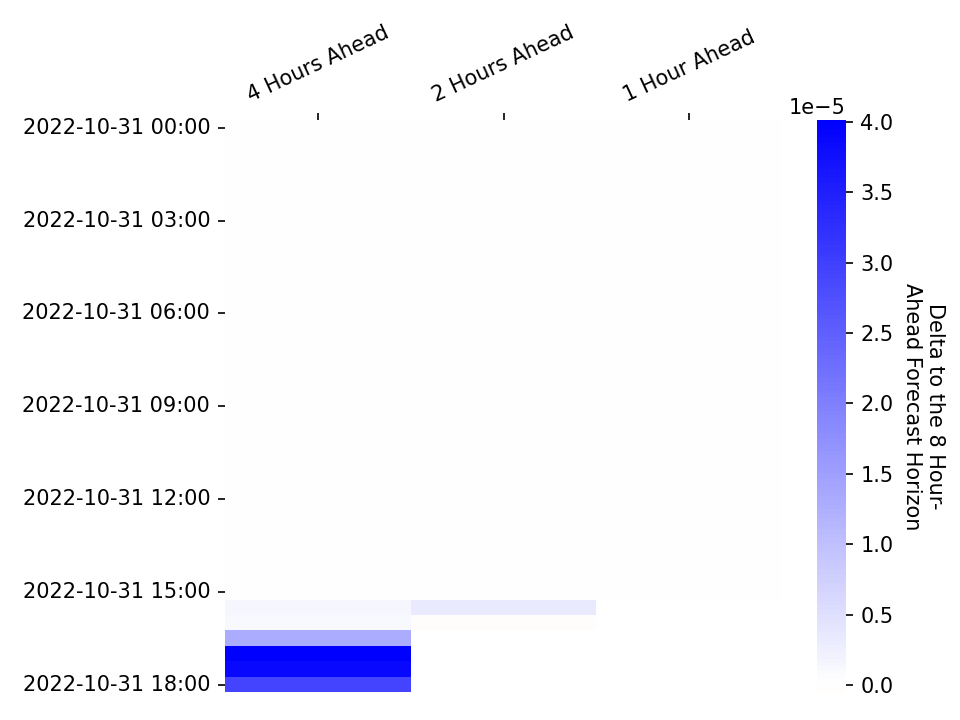 4 Hours Ahead
2 Hours Ahead
1 Hour Ahead
1e−5
2022-10-31 00:00
2022-10-31 03:00
2022-10-31 06:00
2022-10-31 09:00
2022-10-31 12:00
2022-10-31 15:00
2022-10-31 18:00
4.0
3.5
3.0
2.5
2.0
1.5
1.0
0.5
0.0
Delta to the 8 Hour-
Ahead Forecast Horizon